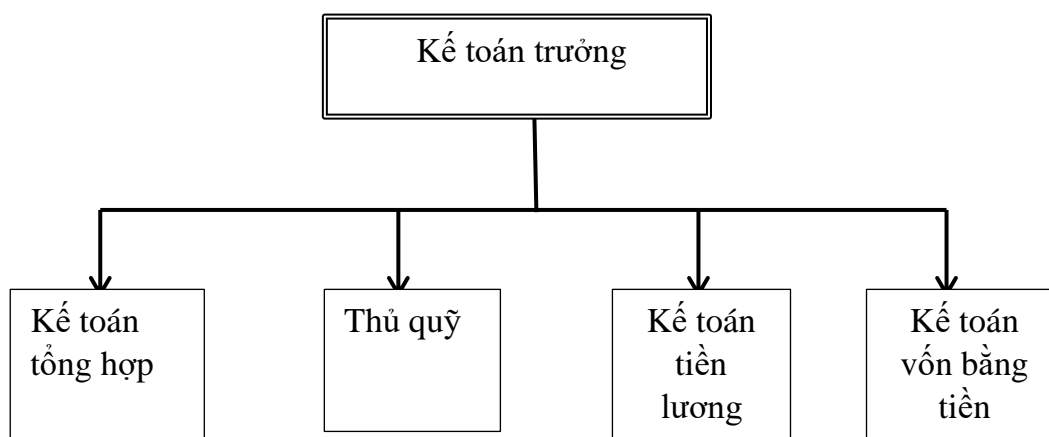 Kế toán trưởng
Kế toán
tổng hợp
Thủ quỹ
Kế toán
tiền
lương
Kế toán
vốn bằng
tiền